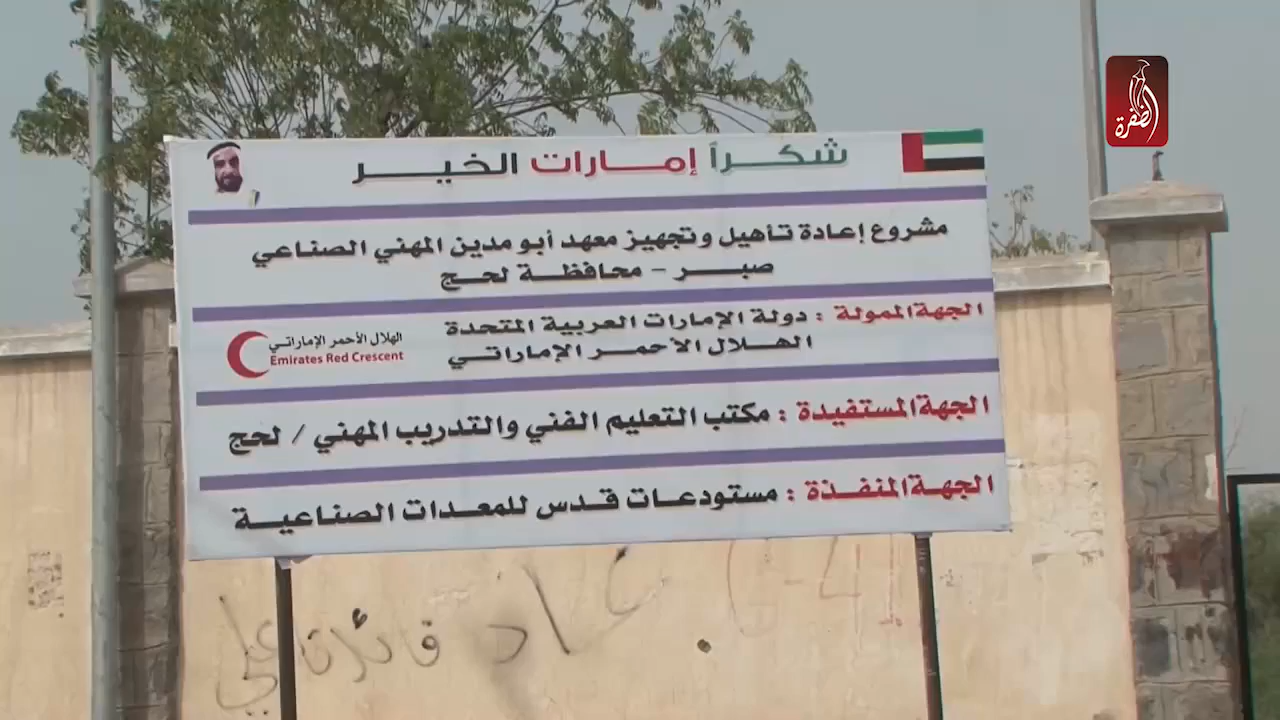 الظفرة
شكراً إمارات الخير
مشروع إعادة تأهيل وتجهيز معهد أبو مدين المهني الصناعي
صبر - محافظة لحج
الجهة الممولة : دولة الإمارات العربية المتحدة
الهلال الأحمر الإماراتي
الهلال الأحمر الإماراتي
Emirates Red Crescent
الجهة المستفيدة : مكتب التعليم الفني والتدريب المهني / لحج
الجهة المنفذة : مستودعات قدس للمعدات الصناعية